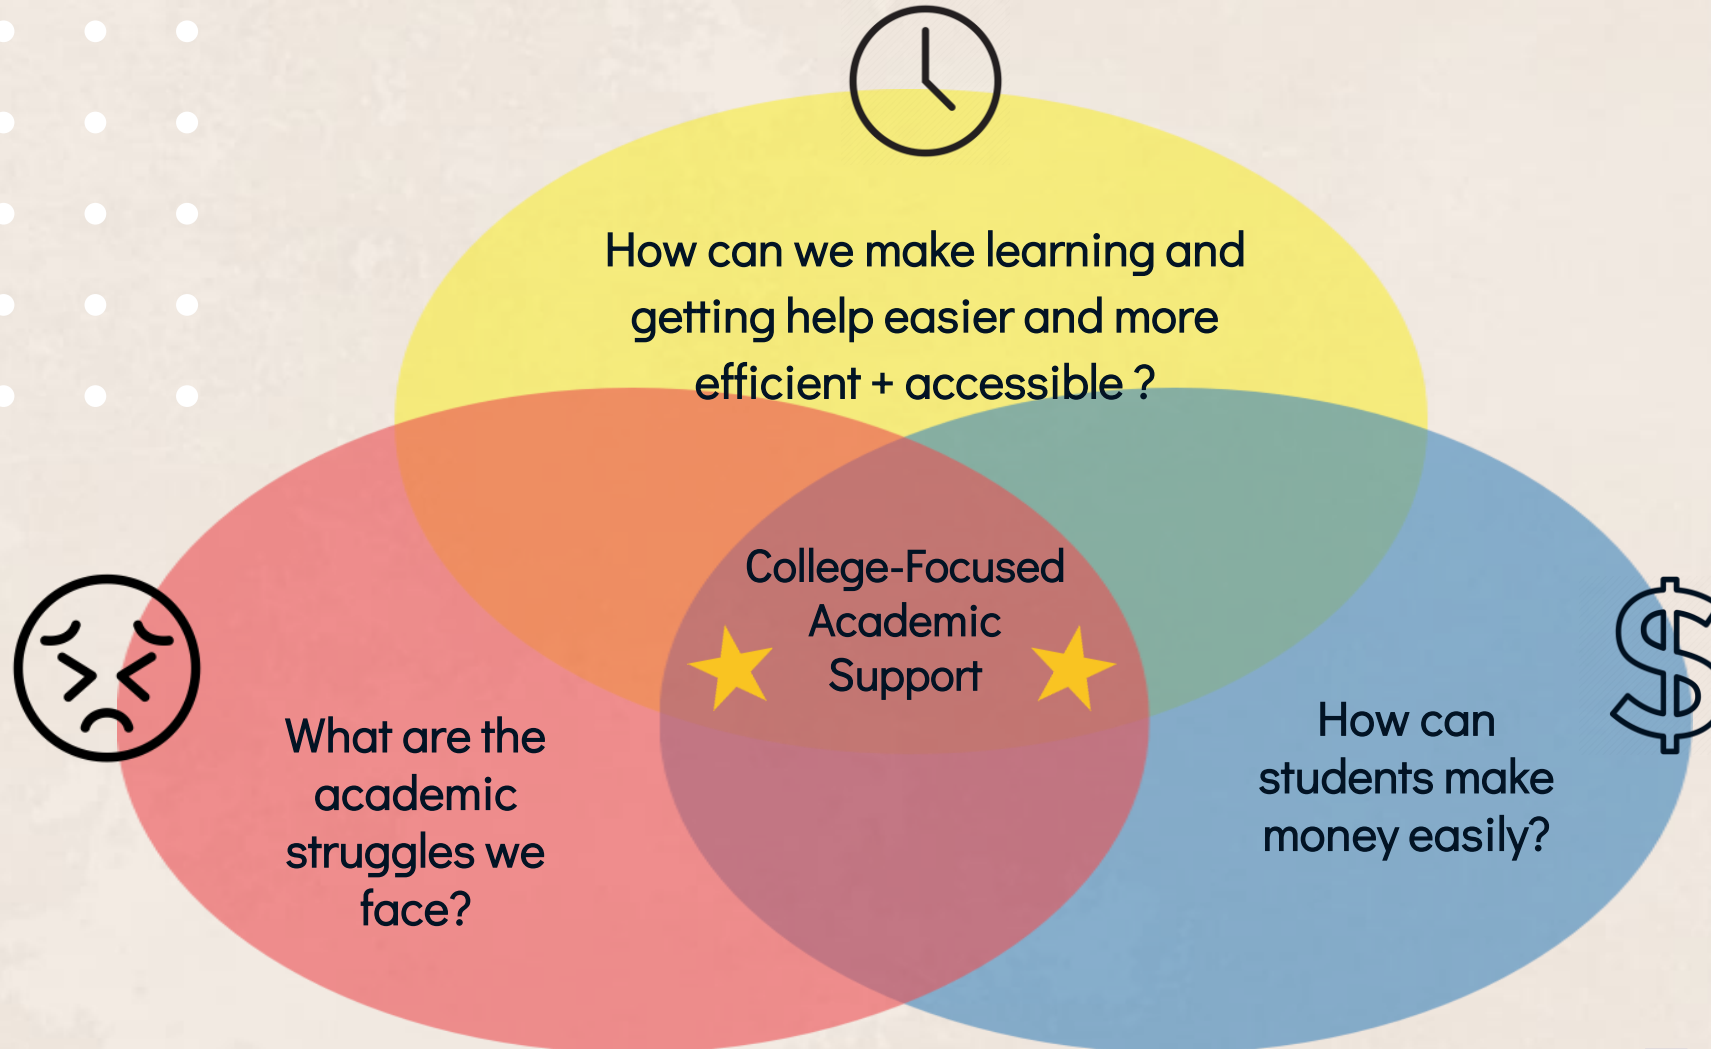 How can we make learning and
getting help easier and more
efficient + accessible ?
College-Focused
Academic
Support
What are the
academic
struggles we
face?
How can
students make
money easily?